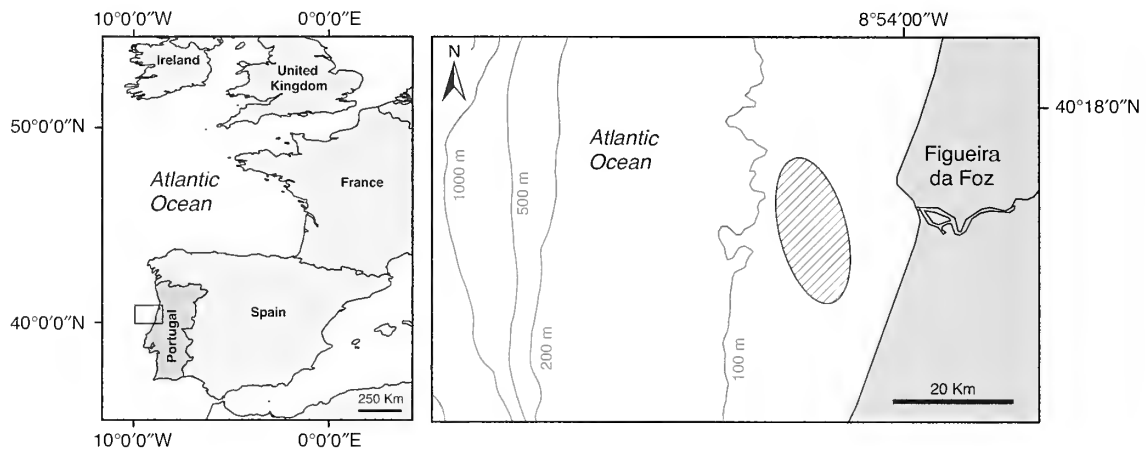 10°0'0"W
0°0'0"E
Ireland
United
Kingdom
50°0'0"N
Atlantic
Ocean
France
40°0'0"N
Portugal
Spain
250 Km
10°0'0"W
0°0'0"E
8°54'00"W
N
40°18'0"N
1000 m
500 m
Atlantic
Ocean
Figueira
da Foz
200 m
100 m
20 Km